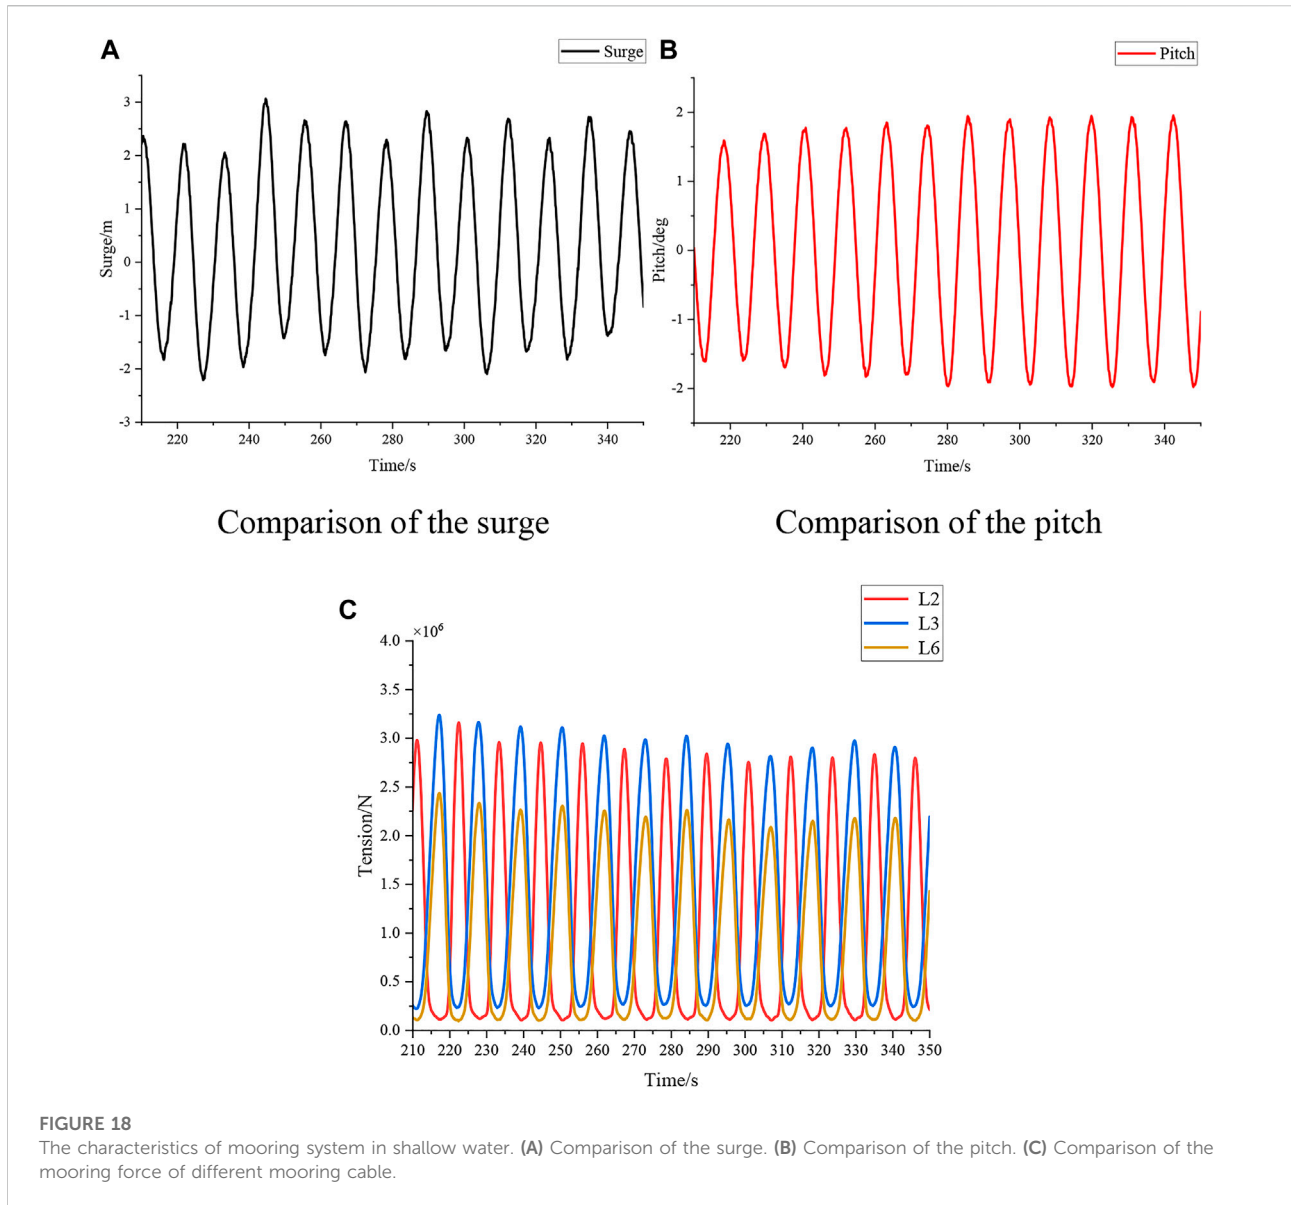 A
Surge
3
2
1
0
-1
-2
-3
Surge/m
220 240 260 280 300 320 340
Time/s
Comparison of the surge
B
Pitch
2
1
0
-1
-2
Pitch/deg
220 240 260 280 300 320 340
Time/s
Comparison of the pitch
C
L2
L3
L6
×10⁶
4.0
3.5
3.0
2.5
2.0
1.5
1.0
0.5
0.0
Tension/N
210 220 230 240 250 260 270 280 290 300 310 320 330 340 350
Time/s
FIGURE 18
The characteristics of mooring system in shallow water. (A) Comparison of the surge. (B) Comparison of the pitch. (C) Comparison of the
mooring force of different mooring cable.